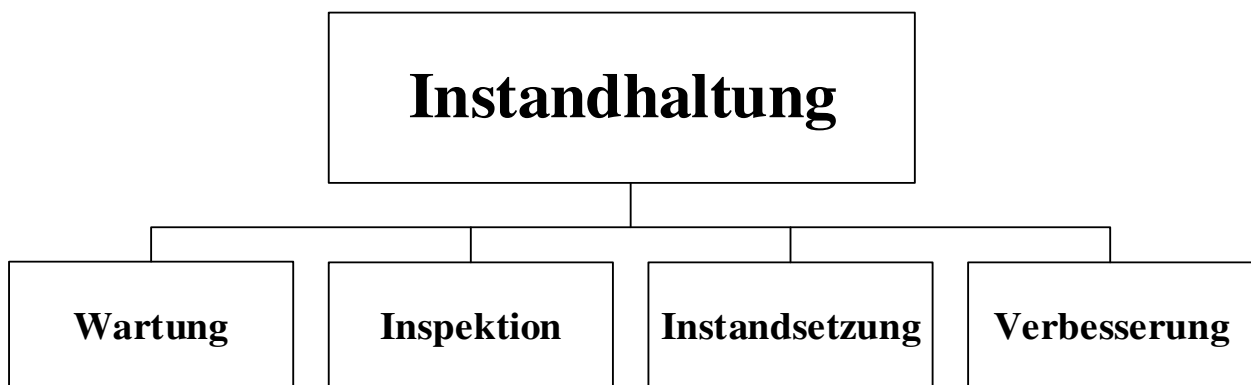 Instandhaltung
Wartung
Inspektion
Instandsetzung
Verbesserung